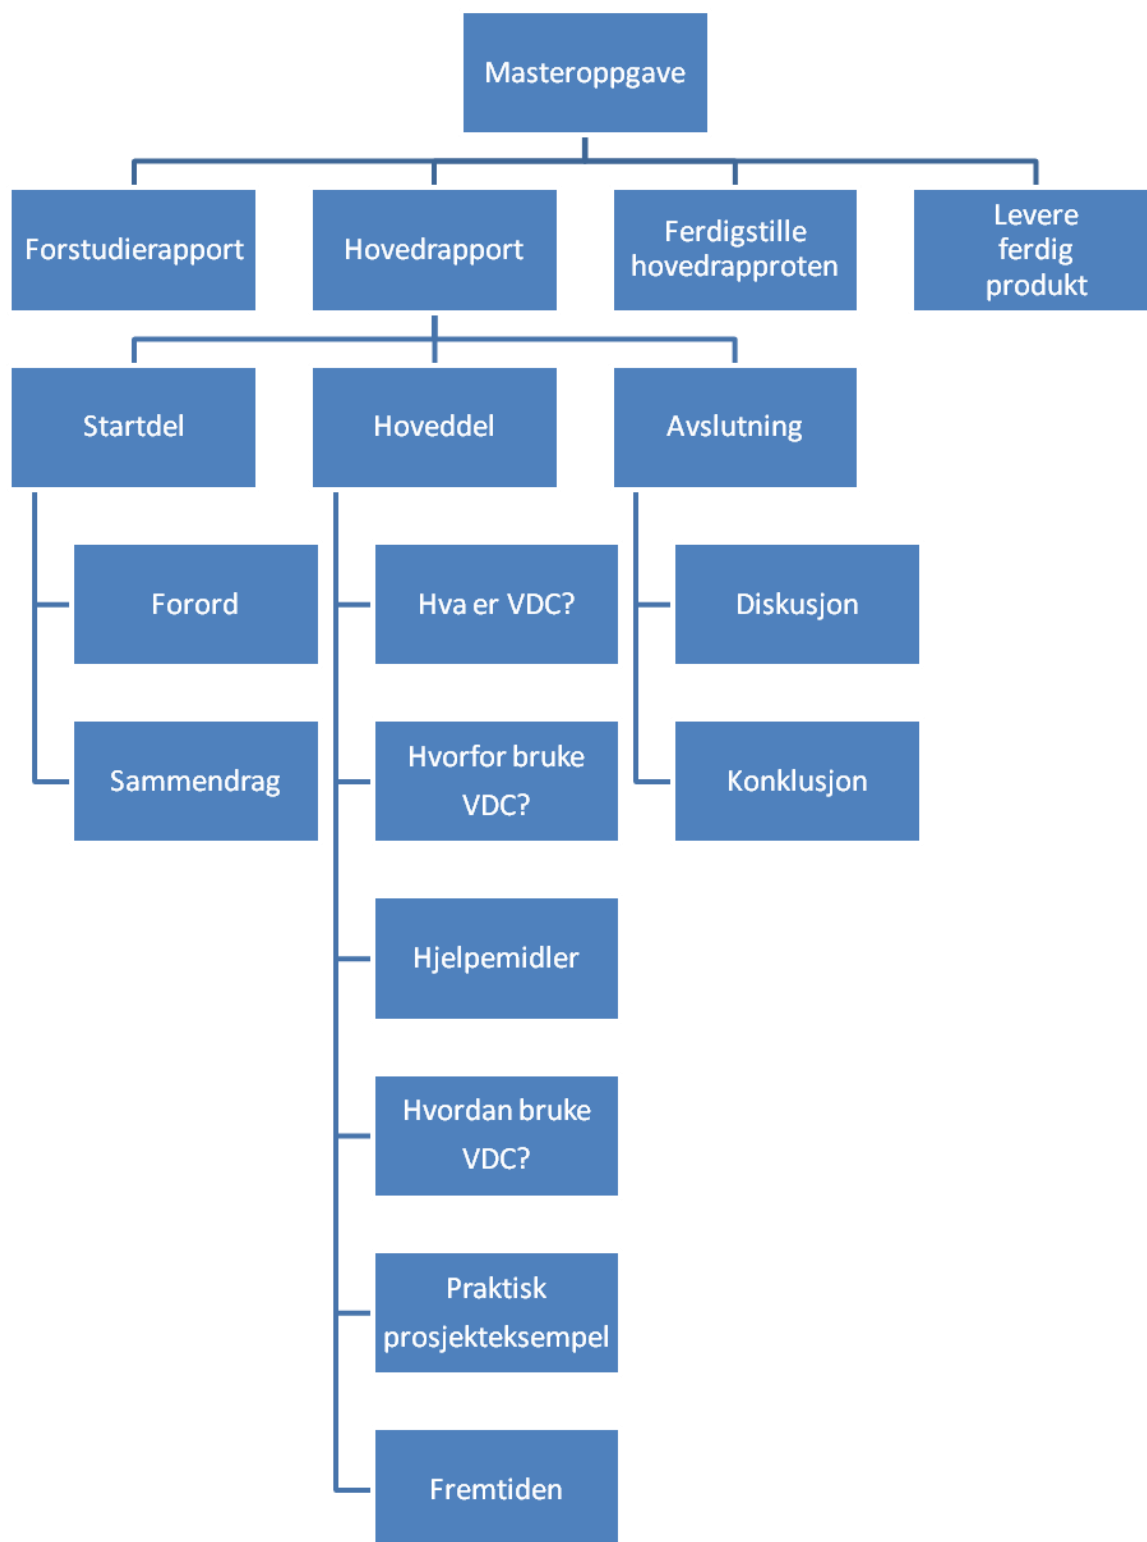 Masteroppgave
Forstudierapport
Hovedrapport
Ferdigstille
hovedrapproten
Levere
ferdig
produkt
Startdel
Hoveddel
Avslutning
Forord
Hva er VDC?
Diskusjon
Sammendrag
Hvorfor bruke
VDC?
Konklusjon
Hjelpemidler
Hvordan bruke
VDC?
Praktisk
prosjekteksempel
Fremtiden